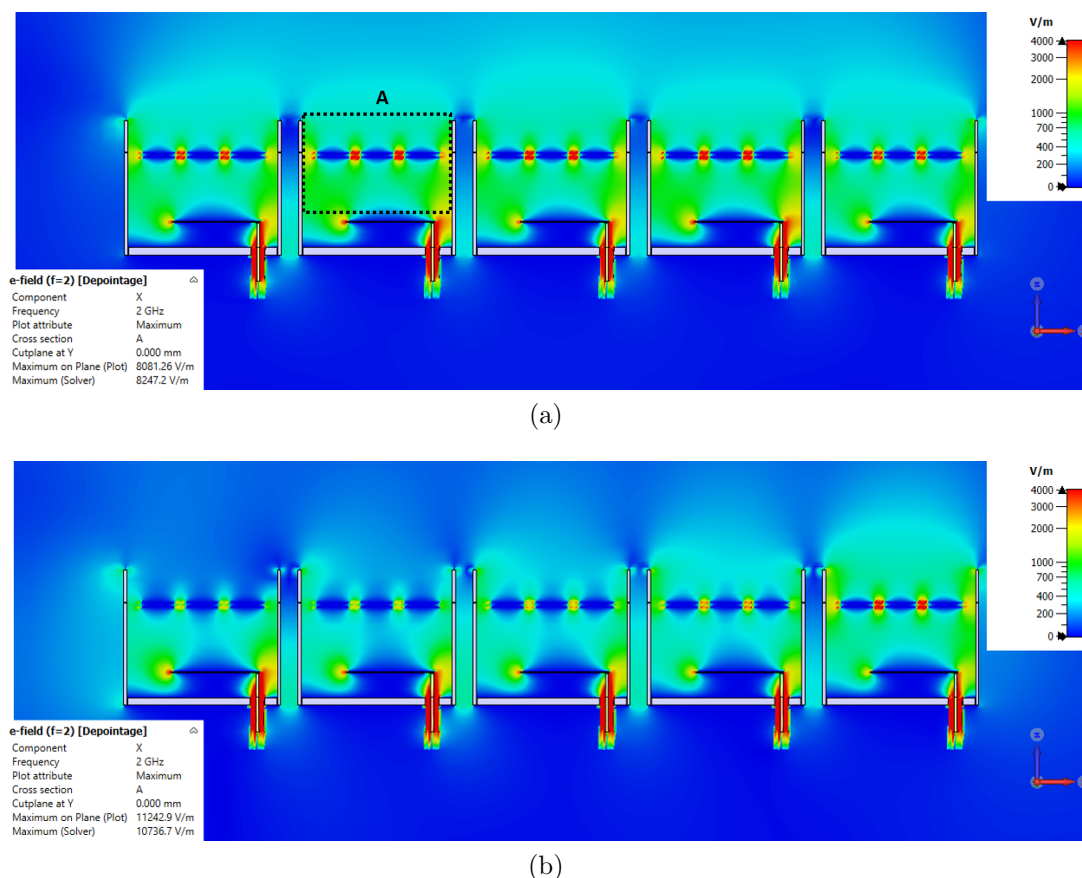 V/m
4000
2000
1000
700
400
200
0
A
e-field (f=2) [Depointage]
Component X
Frequency 2 GHz
Plot attribute Maximum
Cross section A
Cutplane at Y 0.000 mm
Maximum on Plane (Plot) 8081.26 V/m
Maximum (Solver) 8247.2 V/m
(a)
V/m
4000
2000
1000
700
400
200
0
e-field (f=2) [Depointage]
Component X
Frequency 2 GHz
Plot attribute Maximum
Cross section A
Cutplane at Y 0.000 mm
Maximum on Plane (Plot) 11242.9 V/m
Maximum (Solver) 10736.7 V/m
(b)